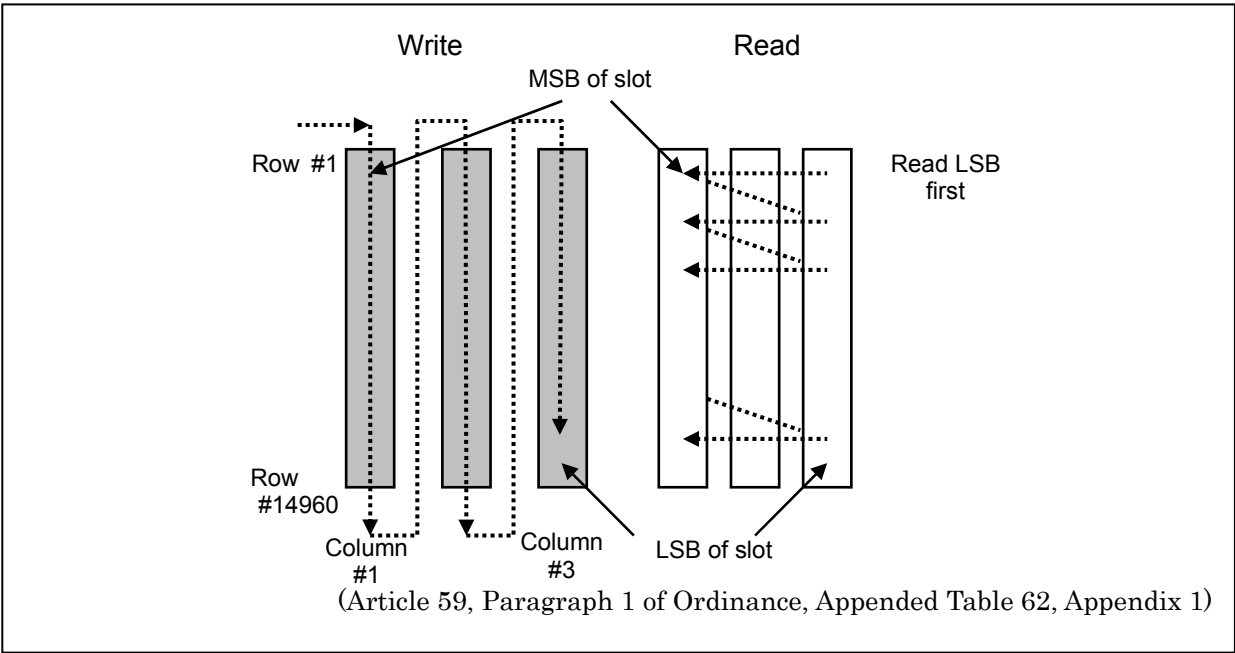 Write
Read
MSB of slot
Row #1
Read LSB
first
Row
#14960
Column
#1
Column
#3
LSB of slot
(Article 59, Paragraph 1 of Ordinance, Appended Table 62, Appendix 1)